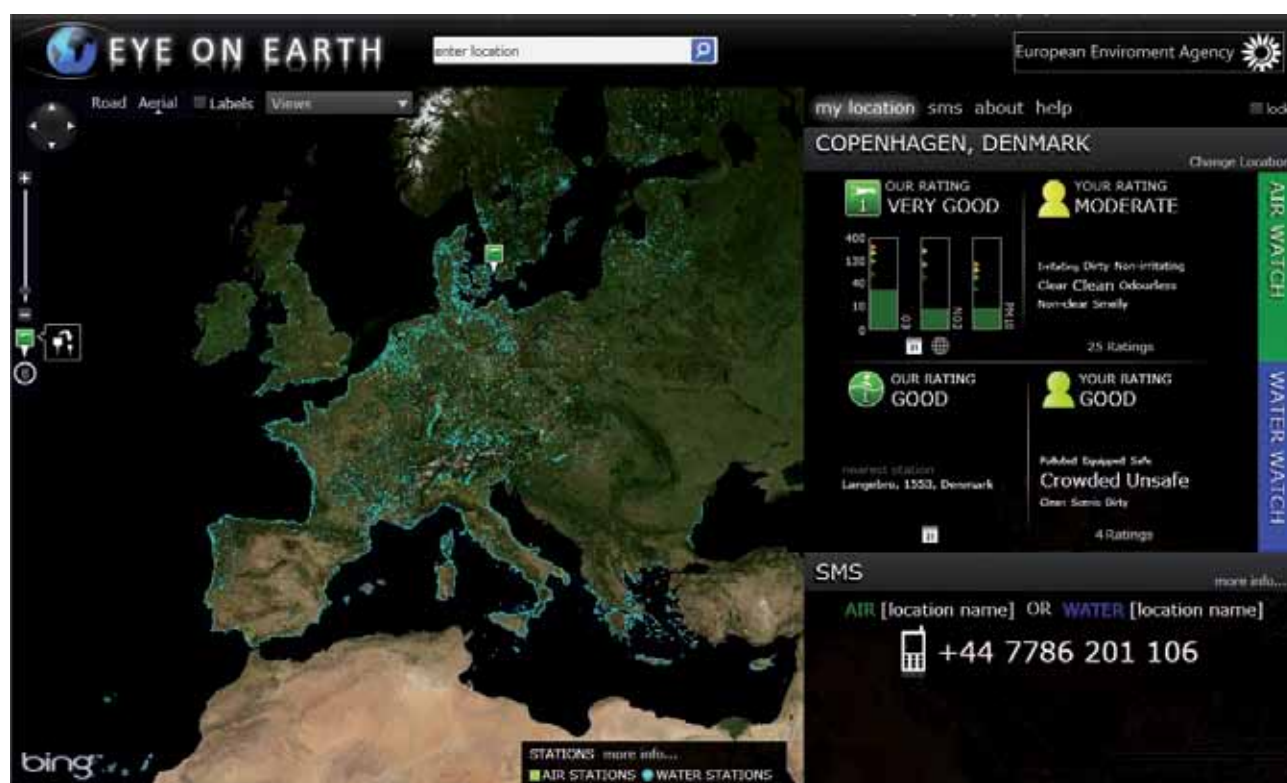 EYE ON EARTH
enter location
European Enviroment Agency
Road Aerial Labels Views
my location sms about help
lock
COPENHAGEN, DENMARK
Change Location
OUR RATING
VERY GOOD
1
400
130
40
10
0
O3
NO2
PM10
YOUR RATING
MODERATE
Irritating Dirty Non-irritating
Clear Clean Odourless
Non-clear Smelly
25 Ratings
AIR WATCH
OUR RATING
GOOD
nearest station
Langebro, 1553, Denmark
YOUR RATING
GOOD
Polluted Equipped Safe
Crowded Unsafe
Clean Scenic Dirty
4 Ratings
WATER WATCH
SMS
more info...
AIR [location name] OR WATER [location name]
+44 7786 201 106
STATIONS more info...
AIR STATIONS WATER STATIONS
bing